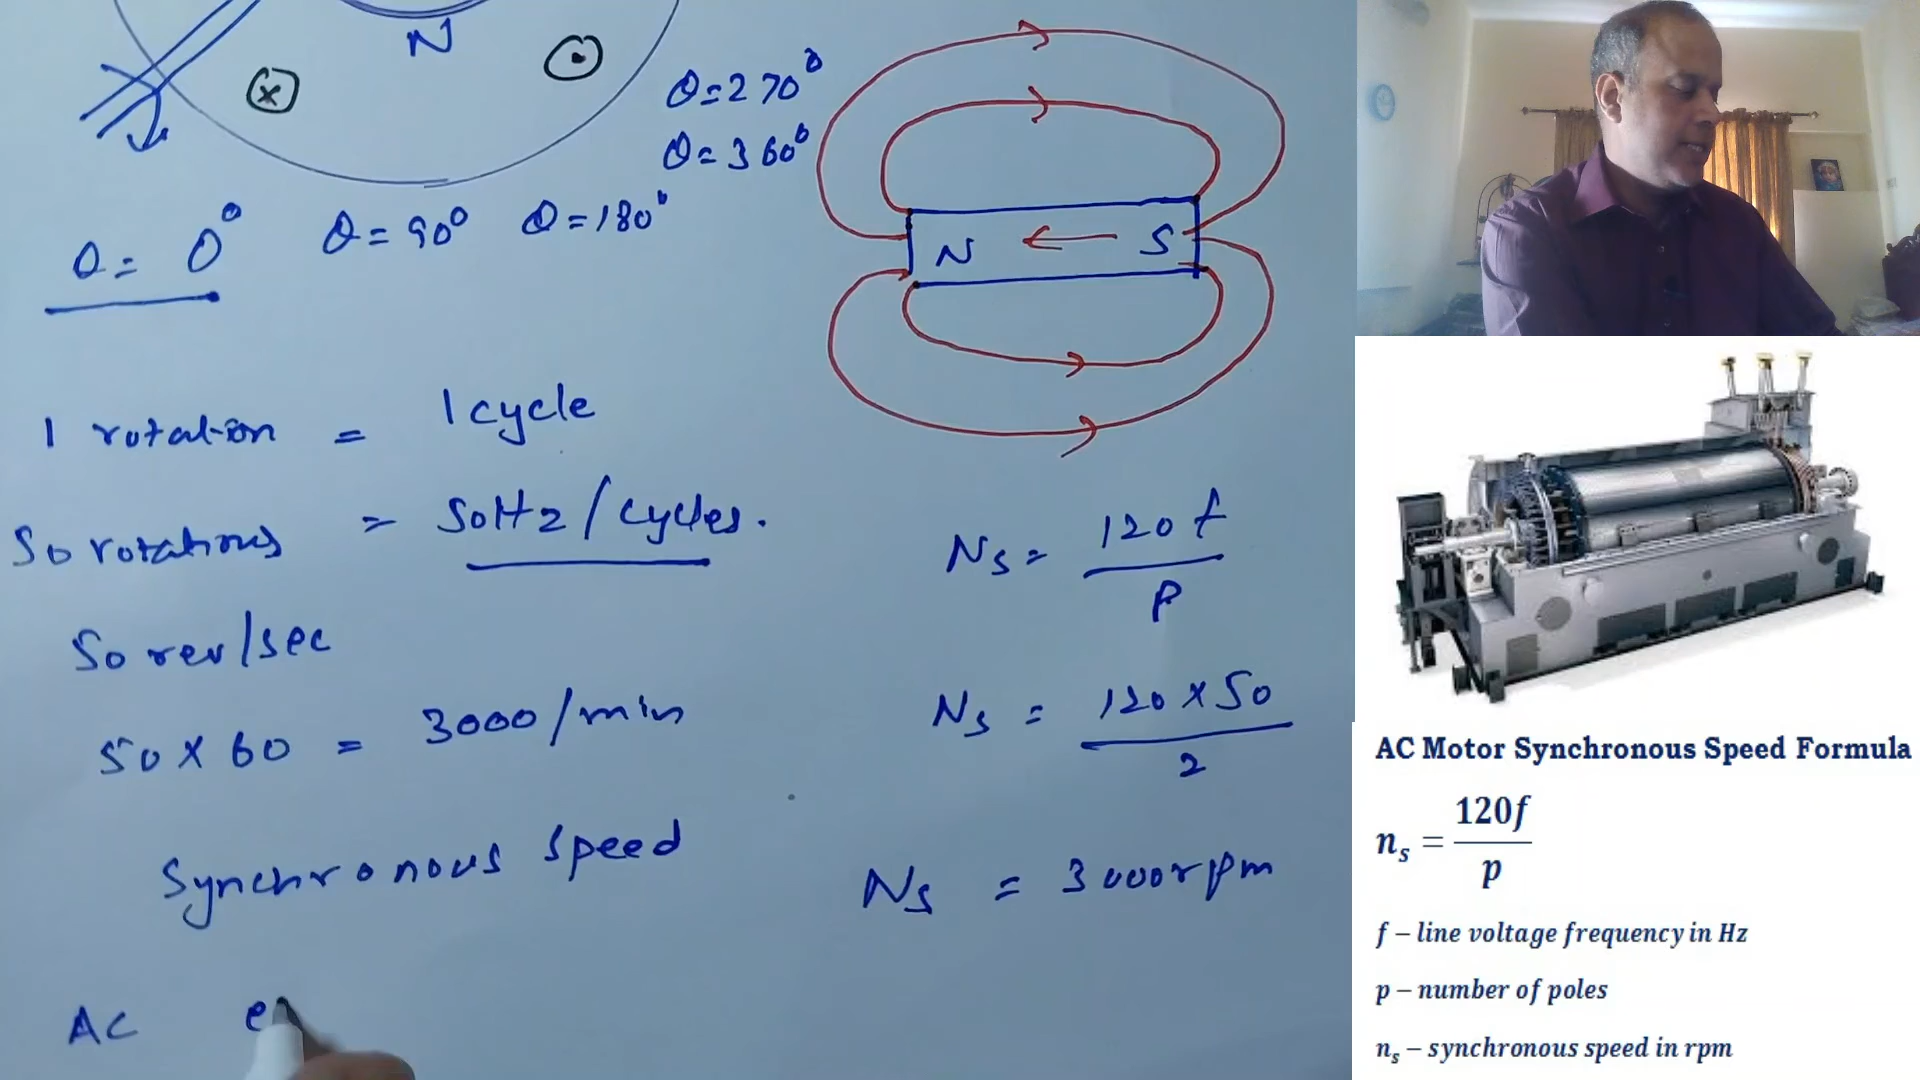 N
θ=270°
θ=360°
θ= 0°
θ=90°
θ=180°
N
S
1 rotation = 1 cycle
50 rotations = 50Hz/cycles.
50 rev/sec
50 x 60 = 3000/min
Synchronous speed
AC e
Ns = 120 f / P
Ns = 120 x 50 / 2
Ns = 3000rpm
AC Motor Synchronous Speed Formula
ns = 120f / p
f – line voltage frequency in Hz
p – number of poles
ns – synchronous speed in rpm